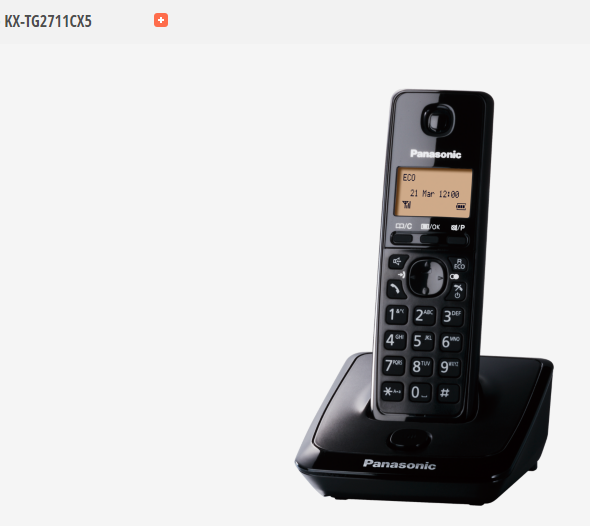 KX-TG2711CX5
Panasonic
ECO
21 Mar 12:00
/C /OK /P
R
ECO
1
2 ABC 3 DEF
4 GHI 5 JKL 6 MNO
7 PQRS 8 TUV 9 WXYZ
* 0 #
Panasonic